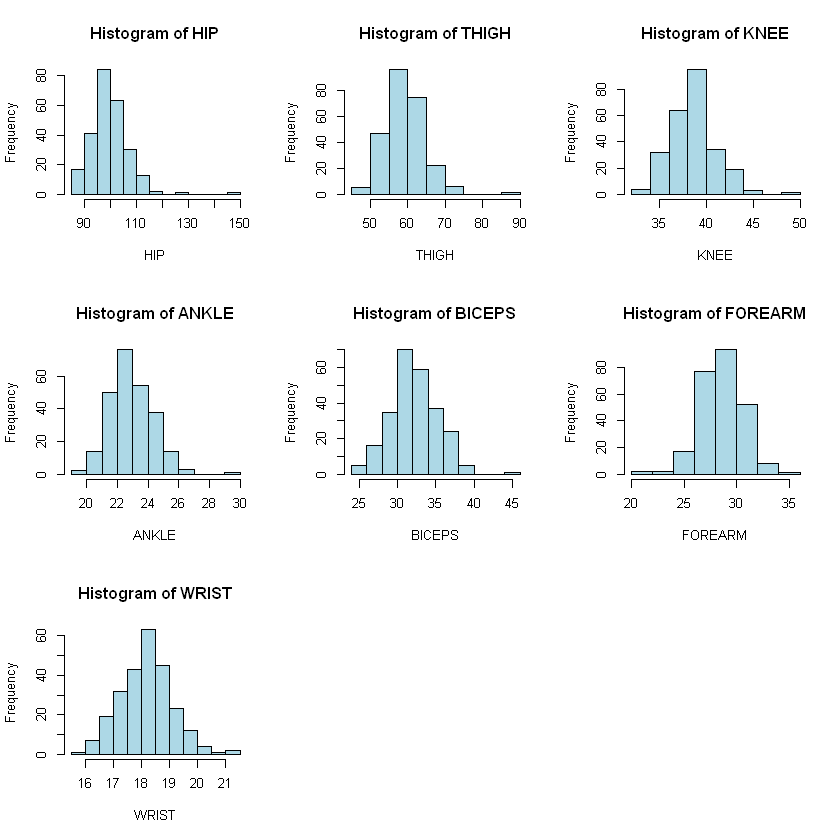 Histogram of HIP
Frequency
0 20 40 60 80
90 110 130 150
HIP
Histogram of THIGH
Frequency
0 20 40 60 80
50 60 70 80 90
THIGH
Histogram of KNEE
Frequency
0 20 40 60 80
35 40 45 50
KNEE
Histogram of ANKLE
Frequency
0 20 40 60
20 22 24 26 28 30
ANKLE
Histogram of BICEPS
Frequency
0 20 40 60
25 30 35 40 45
BICEPS
Histogram of FOREARM
Frequency
0 20 40 60 80
20 25 30 35
FOREARM
Histogram of WRIST
Frequency
0 20 40 60
16 17 18 19 20 21
WRIST